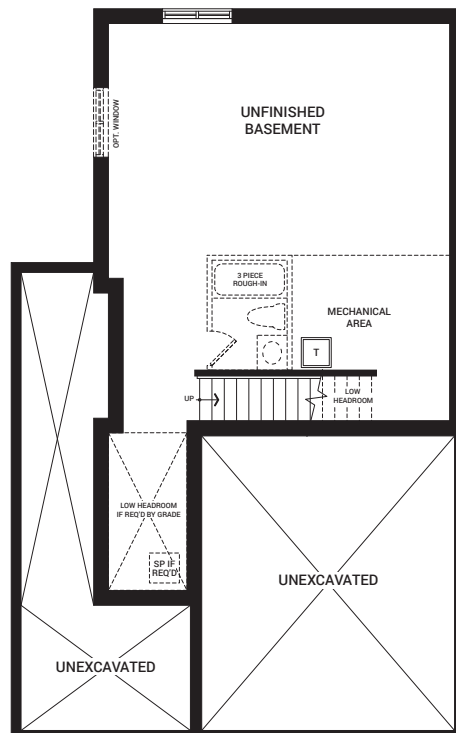 UNFINISHED
BASEMENT
OPT. WINDOW
3 PIECE
ROUGH-IN
MECHANICAL
AREA
T
UP
LOW
HEADROOM
LOW HEADROOM
IF REQ'D BY GRADE
SP IF
REQ'D
UNEXCAVATED
UNEXCAVATED